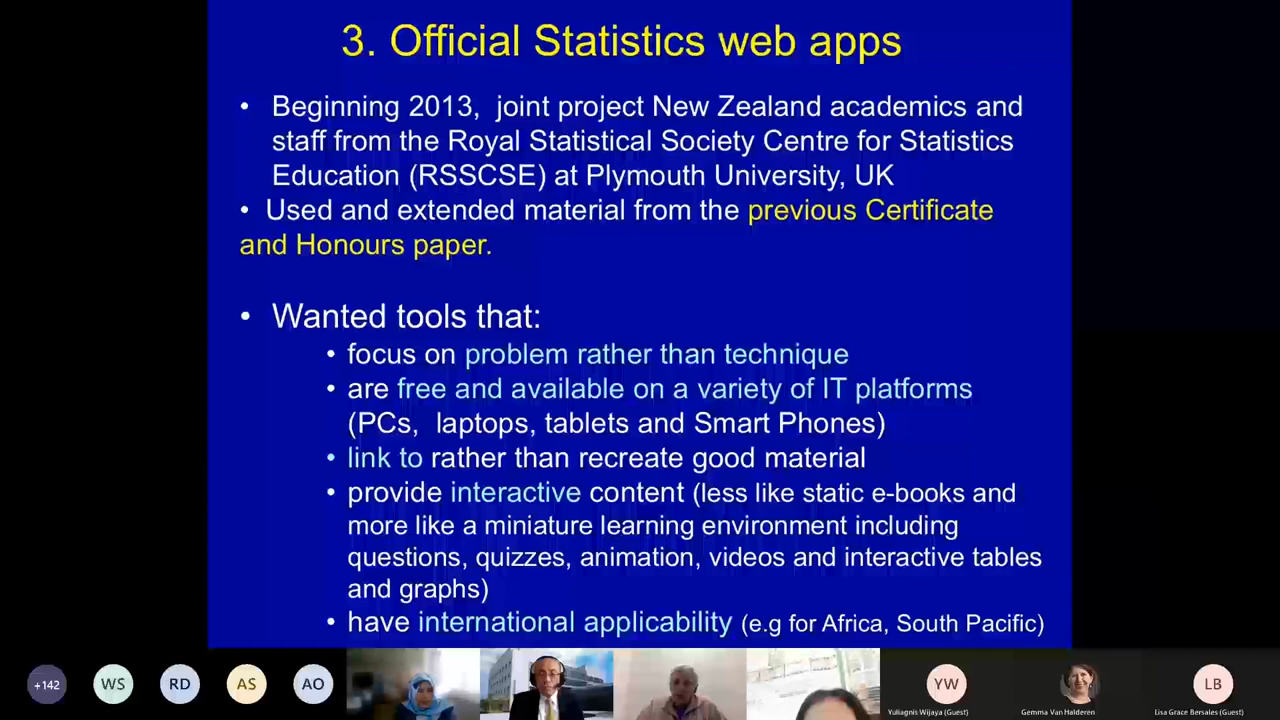 3. Official Statistics web apps
• Beginning 2013, joint project New Zealand academics and
staff from the Royal Statistical Society Centre for Statistics
Education (RSSCSE) at Plymouth University, UK
• Used and extended material from the previous Certificate
and Honours paper.
• Wanted tools that:
• focus on problem rather than technique
• are free and available on a variety of IT platforms
(PCs, laptops, tablets and Smart Phones)
• link to rather than recreate good material
• provide interactive content (less like static e-books and
more like a miniature learning environment including
questions, quizzes, animation, videos and interactive tables
and graphs)
• have international applicability (e.g for Africa, South Pacific)
+142 WS RD AS AO YW LB
Yuliagnis Wijaya (Guest) Gemma Van Halderen Lisa Grace Bersales (Guest)